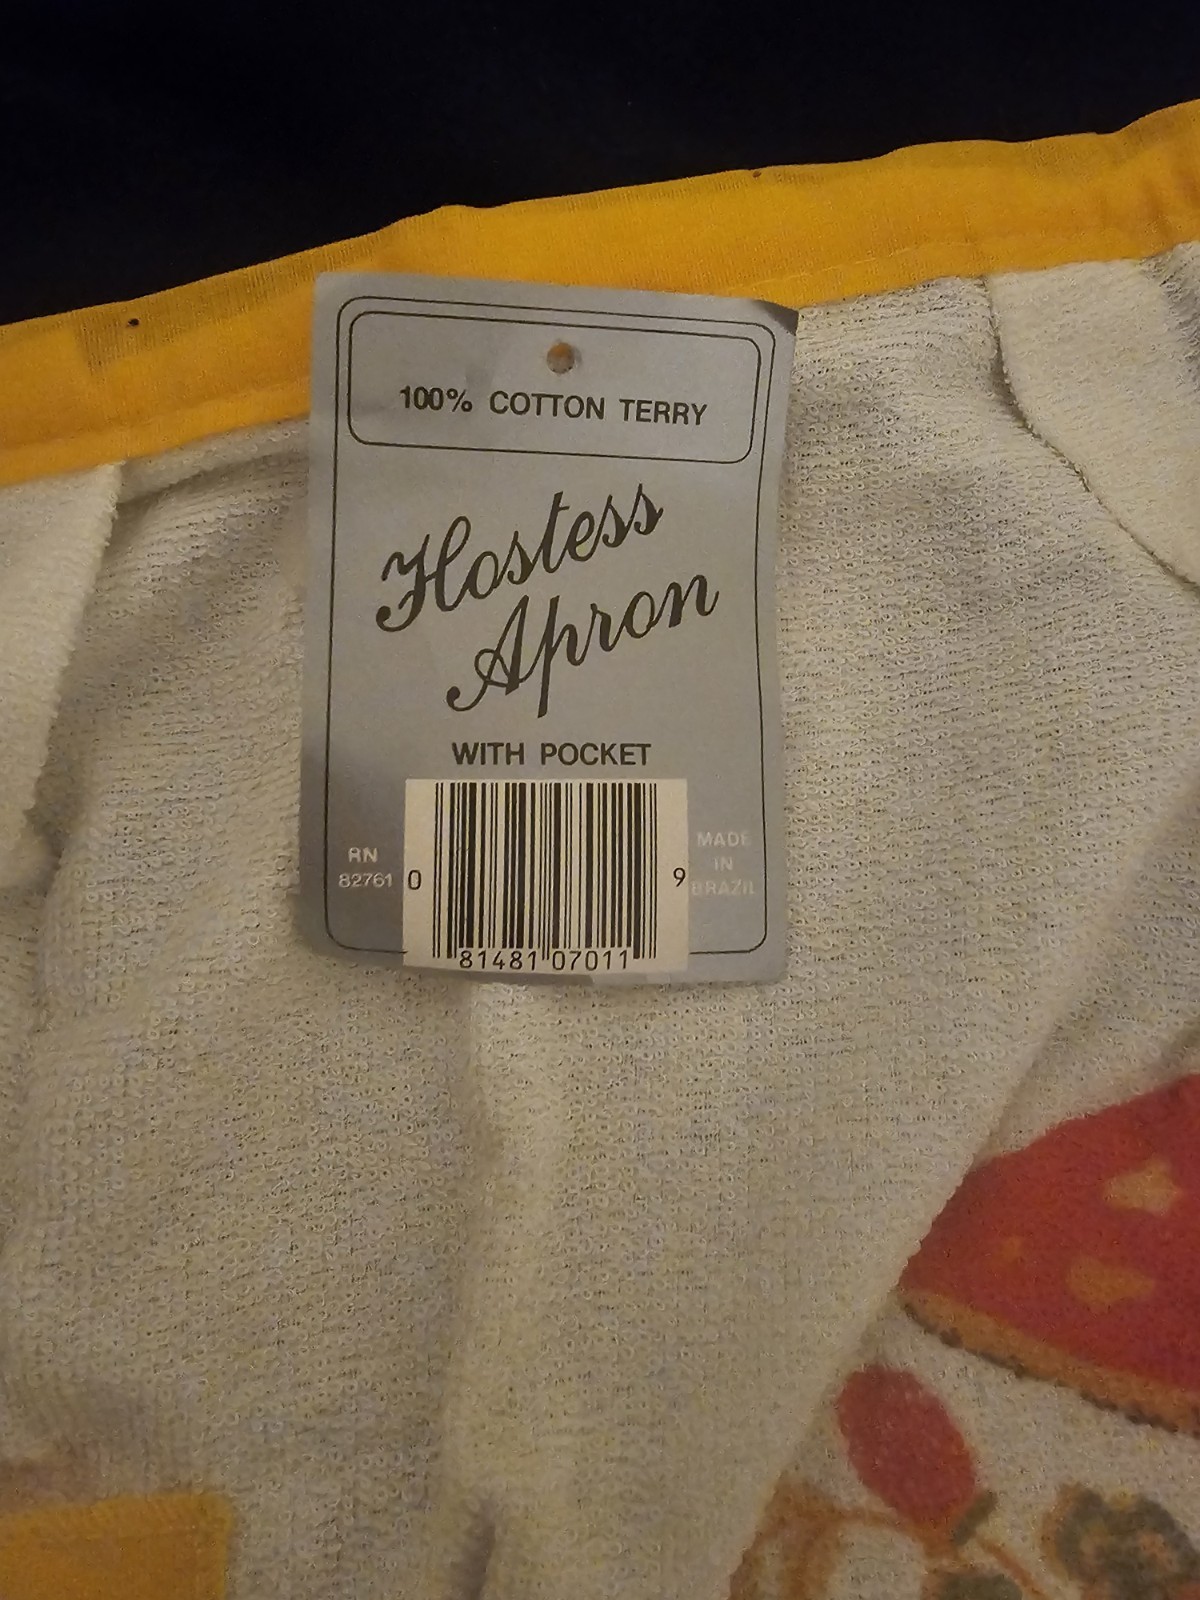 100% COTTON TERRY
Hostess
Apron
WITH POCKET
RN
82761
MADE
IN
BRAZIL
0 81481 07011 9